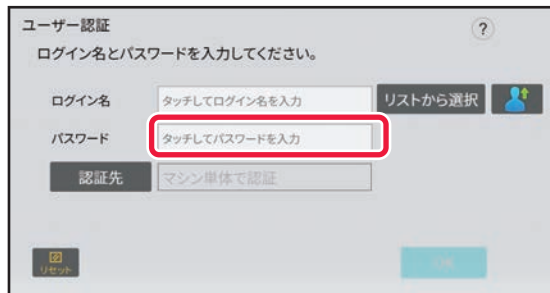 ユーザー認証
?
ログイン名とパスワードを入力してください。
ログイン名 タッチしてログイン名を入力 リストから選択
パスワード タッチしてパスワードを入力
認証先 マシン単体で認証
リセット OK